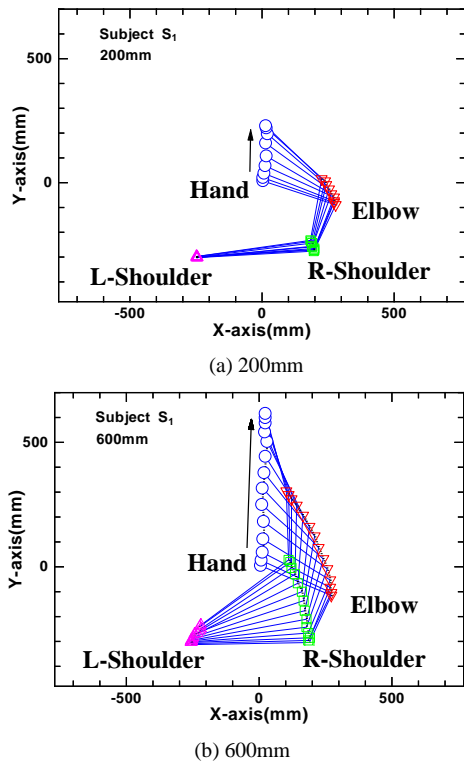 Subject S₁
200mm
500
0
Y-axis(mm)
Hand
Elbow
L-Shoulder
R-Shoulder
-500
0
500
X-axis(mm)
(a) 200mm
Subject S₁
600mm
500
0
Y-axis(mm)
Hand
Elbow
L-Shoulder
R-Shoulder
-500
0
500
X-axis(mm)
(b) 600mm